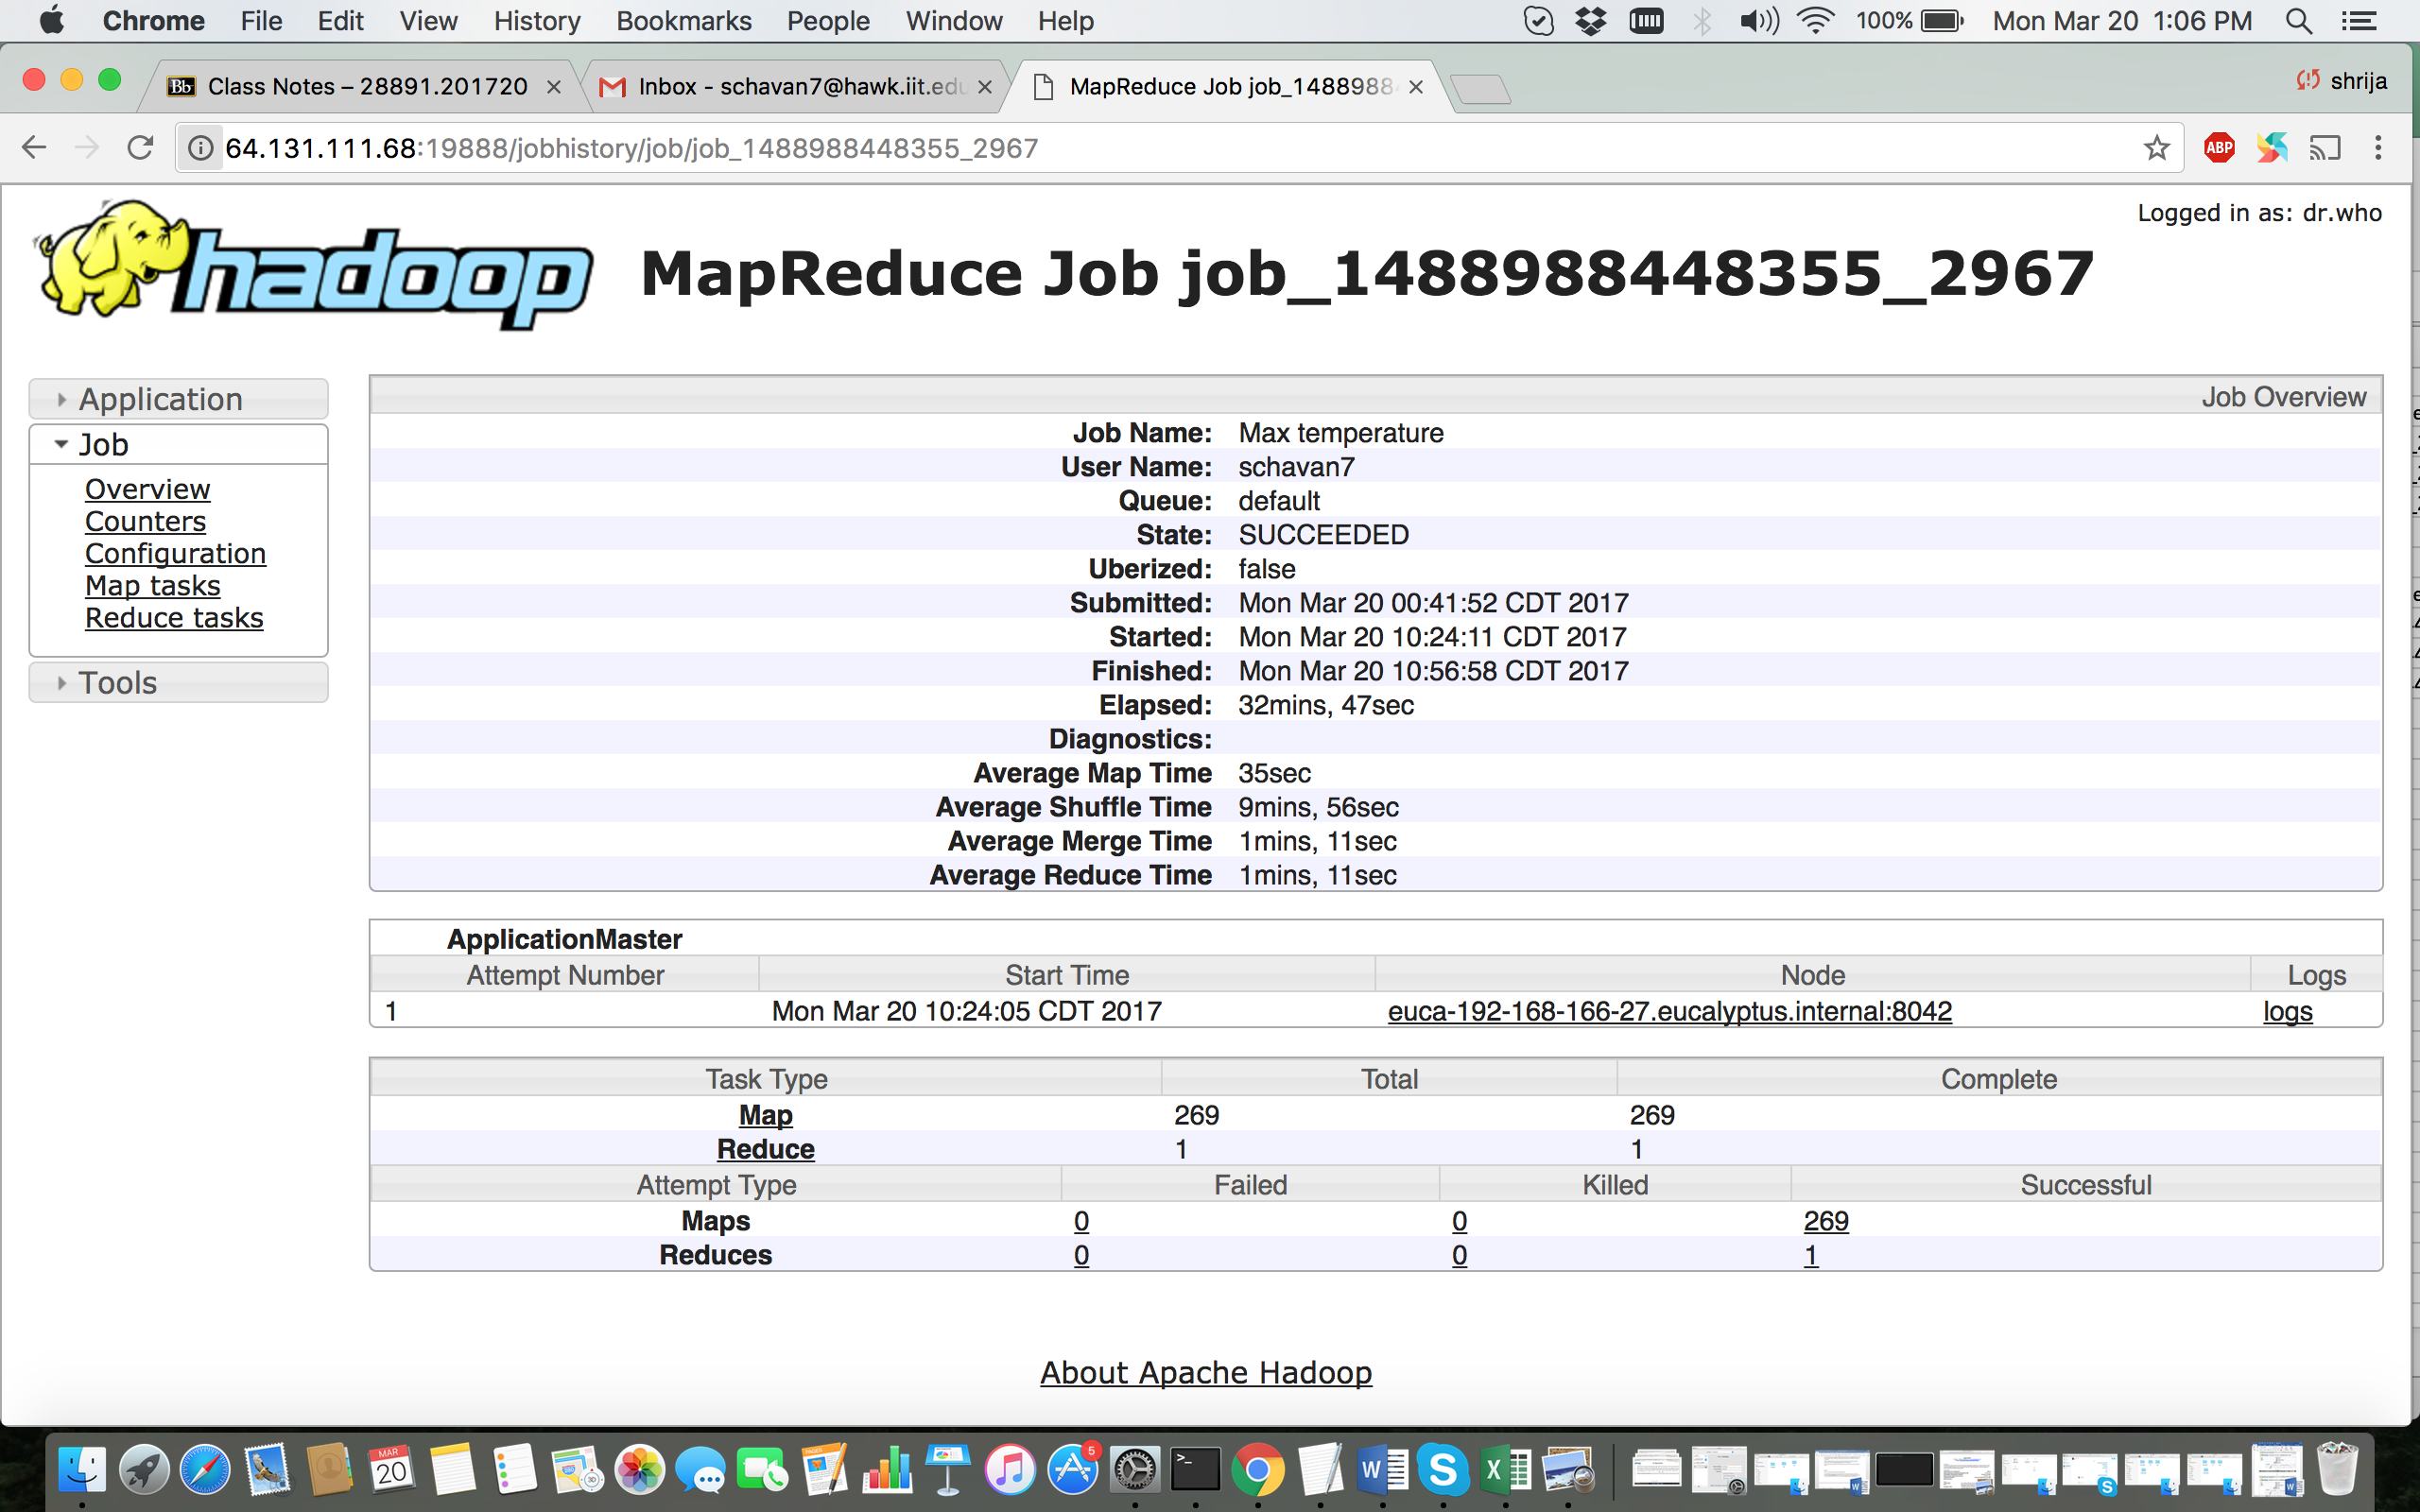 Chrome File Edit View History Bookmarks People Window Help 100% Mon Mar 20 1:06 PM
Bb Class Notes – 28891.201720 Inbox - schavan7@hawk.iit.edu MapReduce Job job_1488988 shrija
64.131.111.68:19888/jobhistory/job/job_1488988448355_2967 ABP
Logged in as: dr.who
hadoop MapReduce Job job_1488988448355_2967
Application
Job
Overview
Counters
Configuration
Map tasks
Reduce tasks
Tools
Job Overview
Job Name: Max temperature
User Name: schavan7
Queue: default
State: SUCCEEDED
Uberized: false
Submitted: Mon Mar 20 00:41:52 CDT 2017
Started: Mon Mar 20 10:24:11 CDT 2017
Finished: Mon Mar 20 10:56:58 CDT 2017
Elapsed: 32mins, 47sec
Diagnostics:
Average Map Time 35sec
Average Shuffle Time 9mins, 56sec
Average Merge Time 1mins, 11sec
Average Reduce Time 1mins, 11sec
ApplicationMaster
Attempt Number Start Time Node Logs
1 Mon Mar 20 10:24:05 CDT 2017 euca-192-168-166-27.eucalyptus.internal:8042 logs
Task Type Total Complete
Map 269 269
Reduce 1 1
Attempt Type Failed Killed Successful
Maps 0 0 269
Reduces 0 0 1
About Apache Hadoop
MAR
20
5